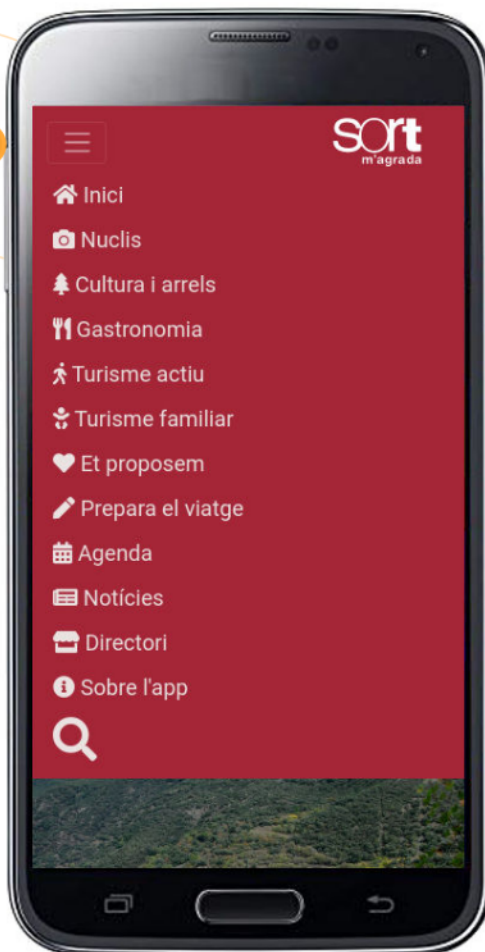 sort
m'agrada
Inici
Nuclis
Cultura i arrels
Gastronomia
Turisme actiu
Turisme familiar
Et proposem
Prepara el viatge
Agenda
Notícies
Directori
Sobre l'app